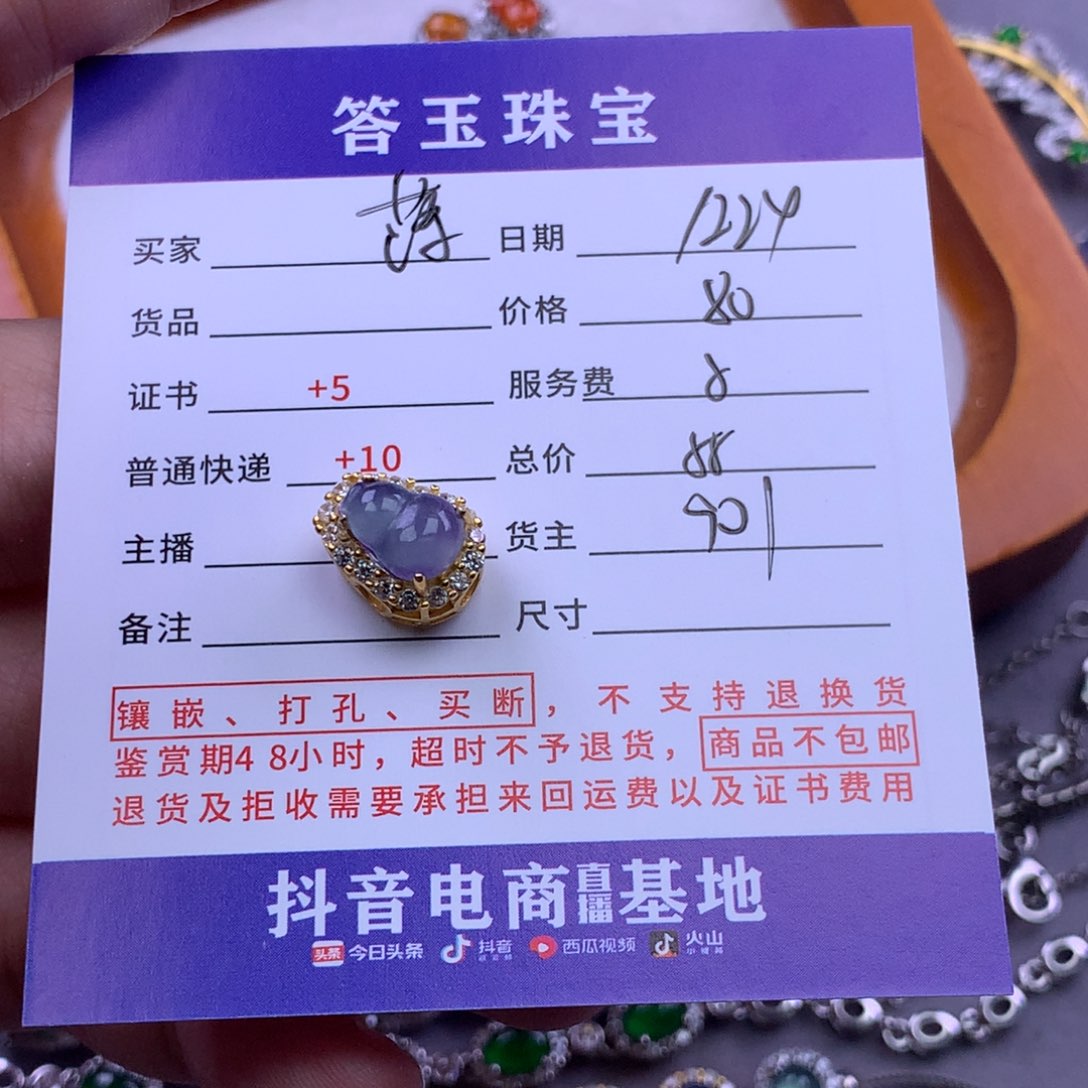 答玉珠宝
买家 薄 日期 1224
货品 价格 80
证书 +5 服务费 8
普通快递 +10 总价 88
主播 货主 901
备注 尺寸
镶嵌、打孔、买断，不支持退换货
鉴赏期48小时，超时不予退货，商品不包邮
退货及拒收需要承担来回运费以及证书费用
抖音电商直播基地
头条 今日头条 抖音 西瓜视频 火山